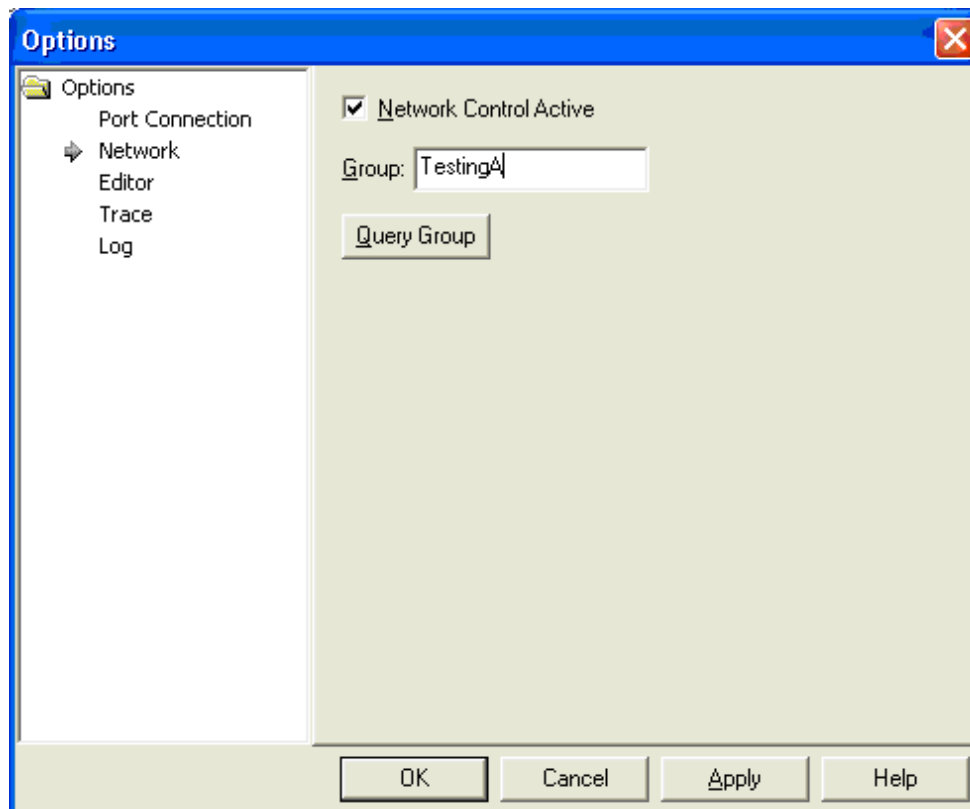 Options
Options
Port Connection
Network
Editor
Trace
Log
Network Control Active
Group: TestingA
Query Group
OK Cancel Apply Help